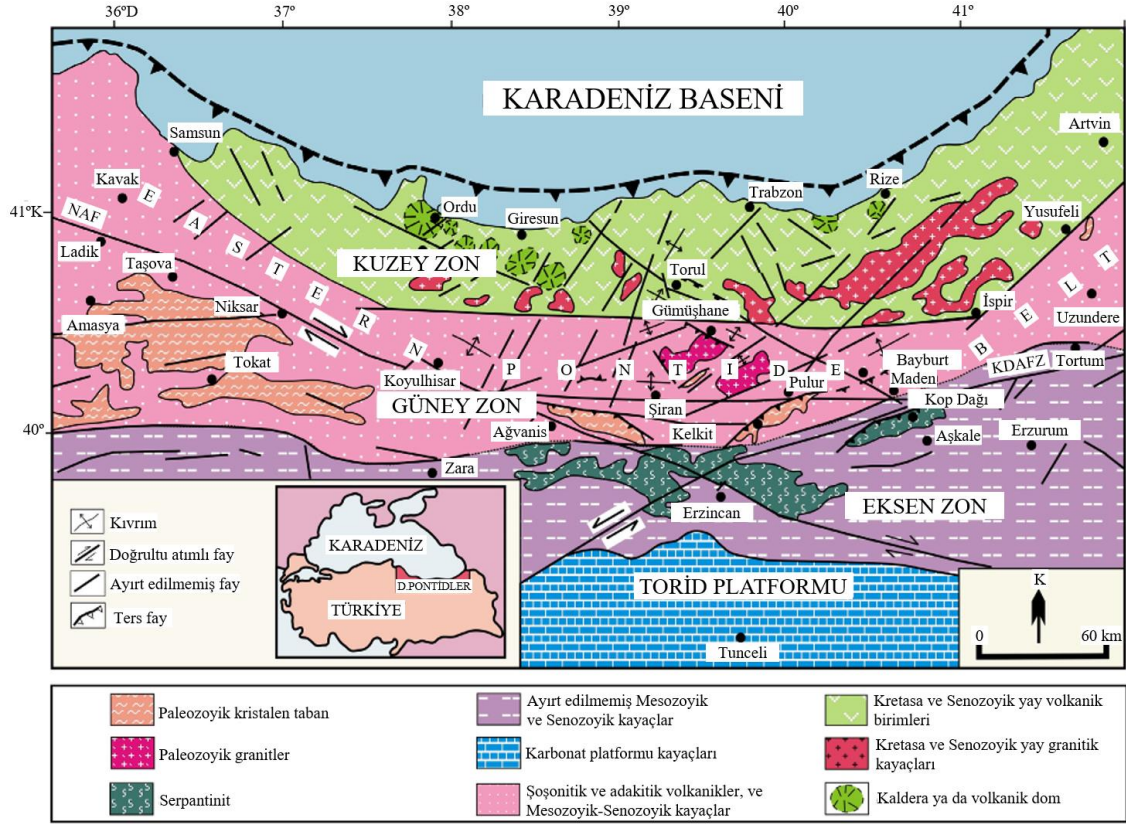 36°D
37°
38°
39°
40°
41°
KARADENİZ BASENİ
Samsun
Artvin
Kavak
Rize
Trabzon
41°K
NAF
Ordu
Giresun
Yusufeli
Ladik
Taşova
KUZEY ZON
Torul
EASTERN PONTIDE BELT
Niksar
Gümüşhane
İspir
Uzundere
Amasya
Tokat
Koyulhisar
Bayburt
Maden
KDAFZ
Tortum
Pulur
GÜNEY ZON
Şiran
Kop Dağı
40°
Ağvanis
Kelkit
Aşkale
Erzurum
Zara
Erzincan
EKSEN ZON
Kıvrım
Doğrultu atımlı fay
Ayırt edilmemiş fay
Ters fay
KARADENİZ
D.PONTİDLER
TÜRKİYE
TORİD PLATFORMU
Tunceli
K
0 60 km
Paleozoyik kristalen taban
Paleozoyik granitler
Serpantinit
Ayırt edilmemiş Mesozoyik
ve Senozoyik kayaçlar
Karbonat platformu kayaçları
Şoşonitik ve adakitik volkanikler, ve
Mesozoyik-Senozoyik kayaçlar
Kretasa ve Senozoyik yay volkanik
birimleri
Kretasa ve Senozoyik yay granitik
kayaçları
Kaldera ya da volkanik dom